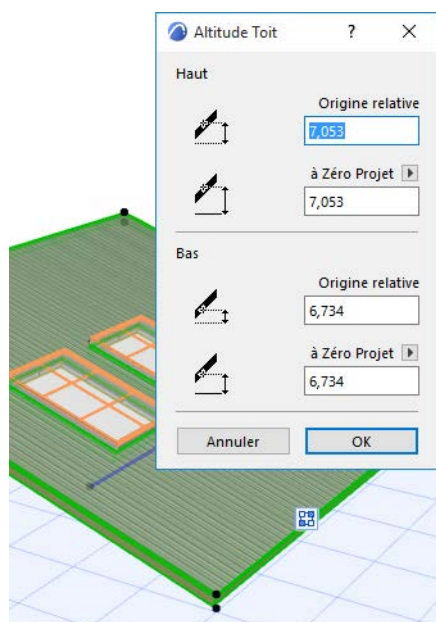 Altitude Toit ? ×
Haut
Origine relative
7,053
à Zéro Projet
7,053
Bas
Origine relative
6,734
à Zéro Projet
6,734
Annuler OK